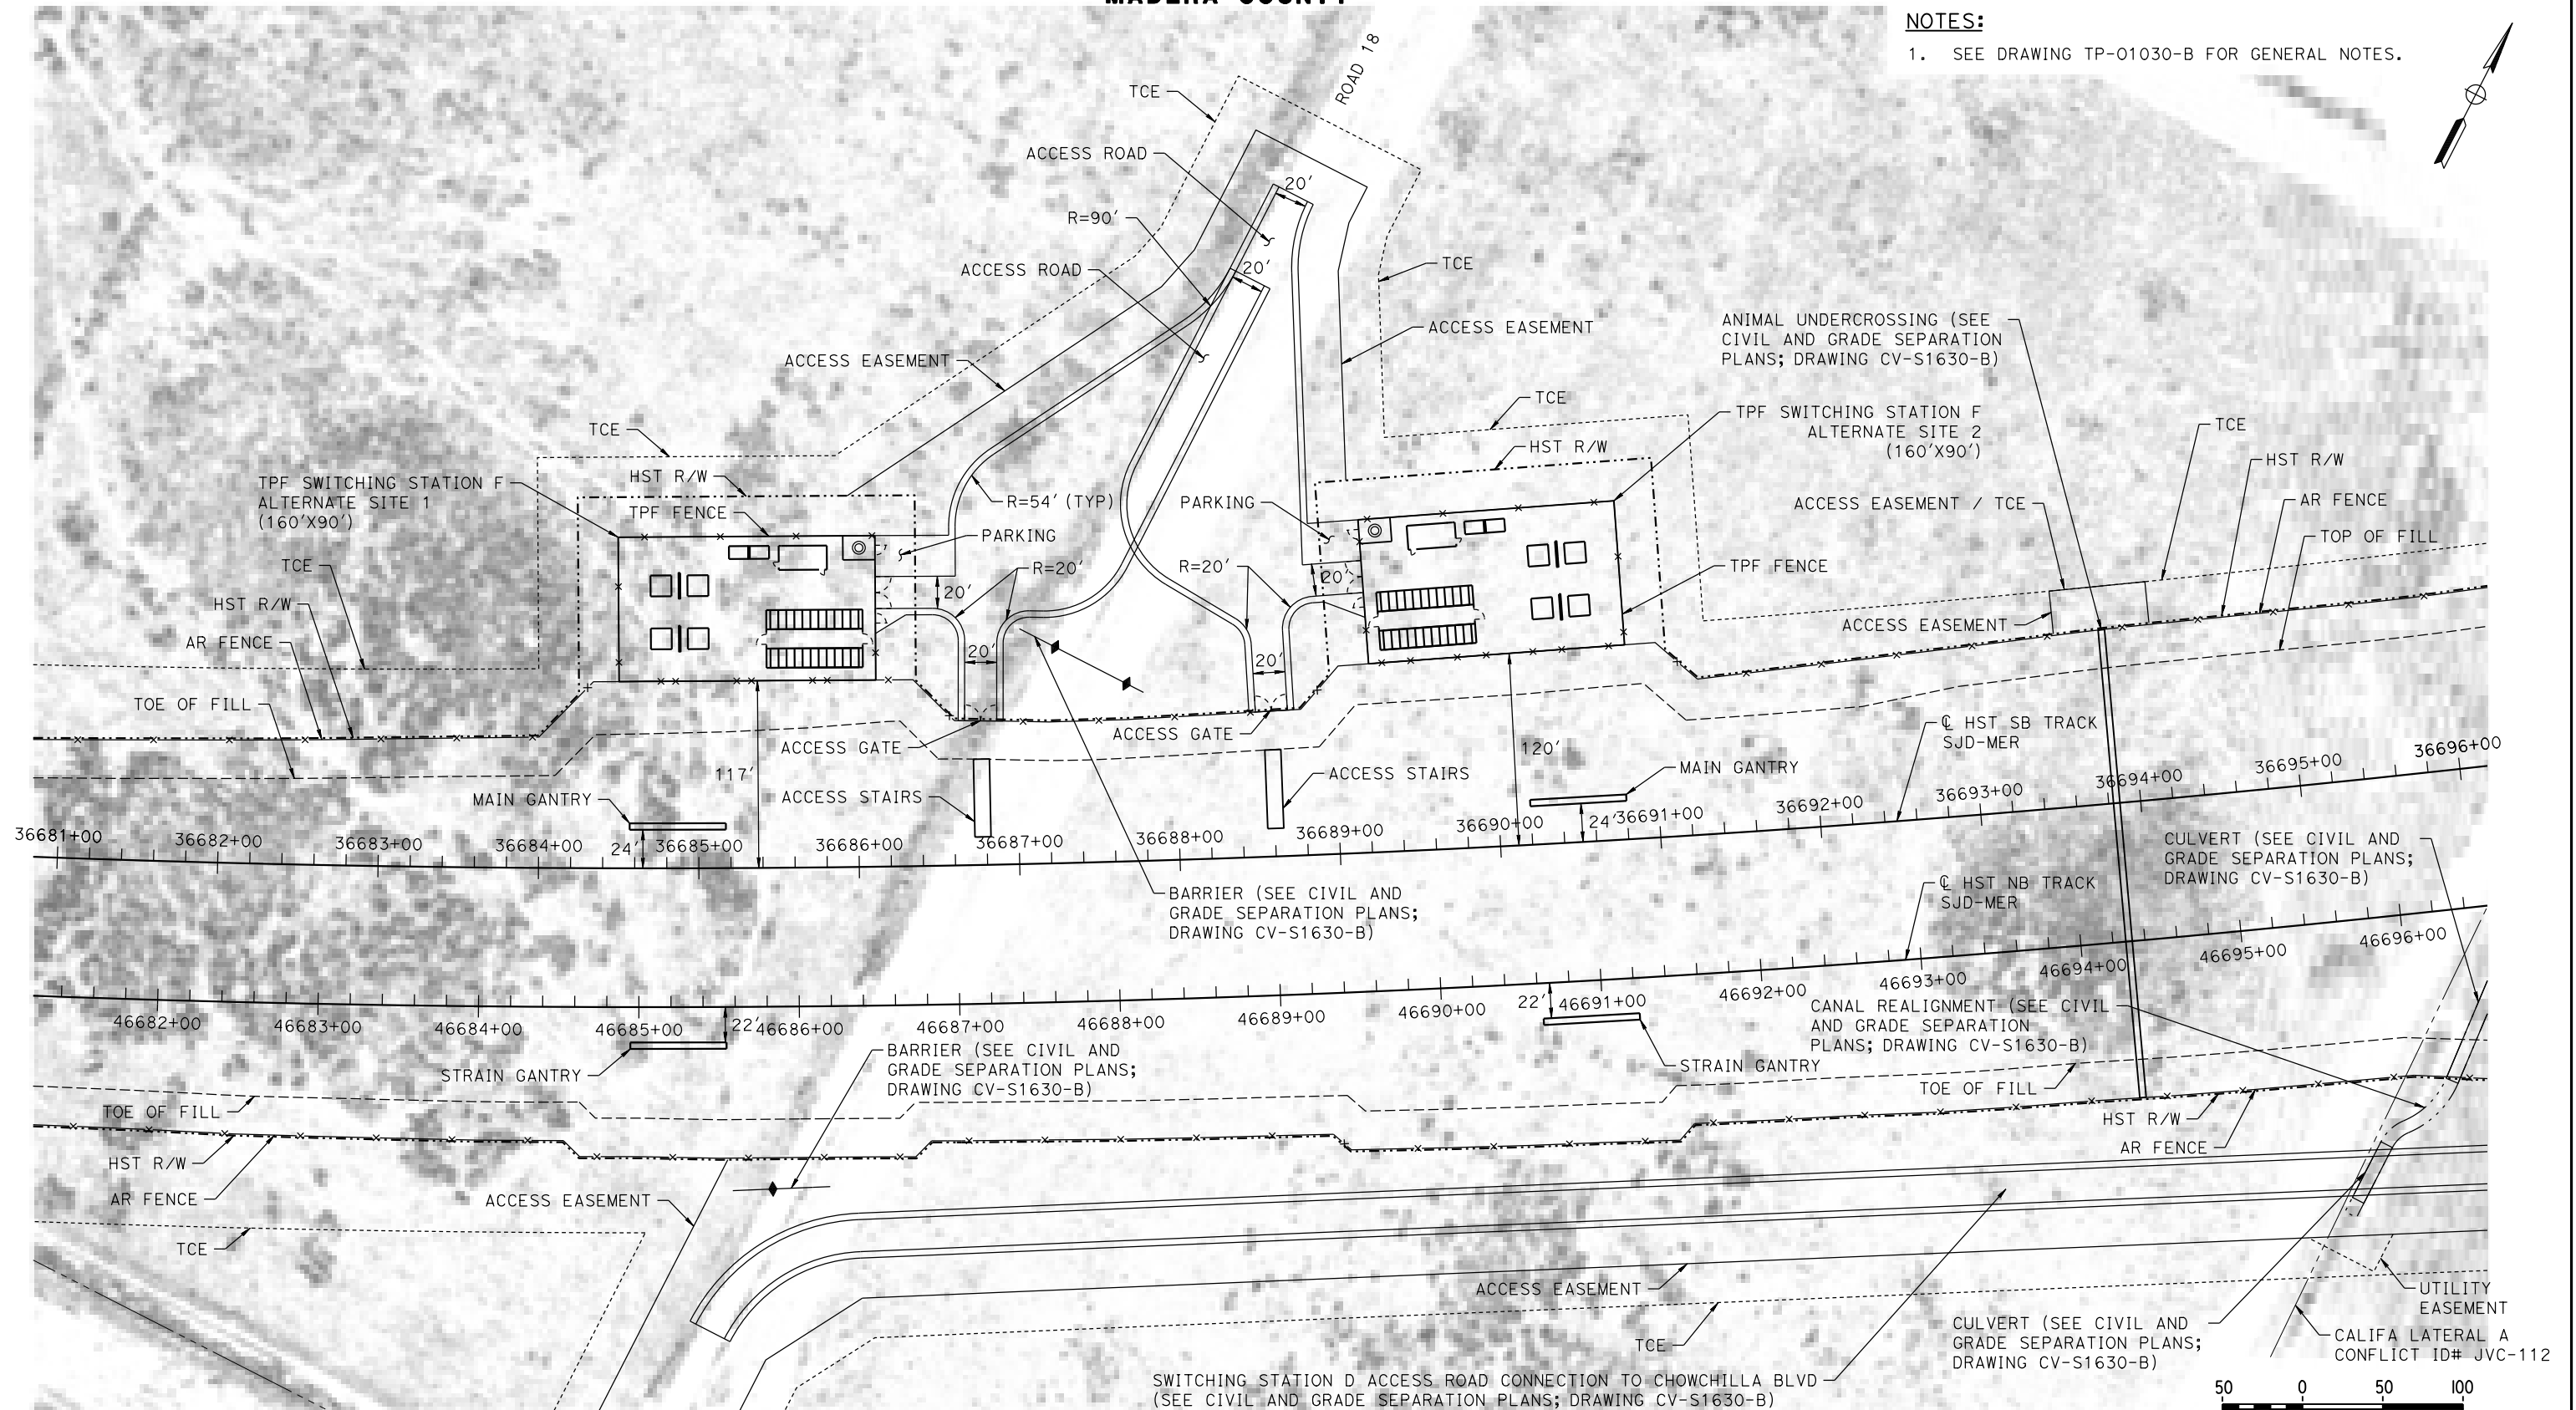 NOTES:
1. SEE DRAWING TP-O1030-B FOR GENERAL NOTES.
ROAD 18
TCE
ACCESS ROAD
20'
R=90'
ACCESS ROAD
20'
TCE
ACCESS EASEMENT
ACCESS EASEMENT
ANIMAL UNDERCROSSING (SEE
CIVIL AND GRADE SEPARATION
PLANS; DRAWING CV-S1630-B)
TCE
TPF SWITCHING STATION F
ALTERNATE SITE 2
(160'X90')
TCE
TCE
HST R/W
HST R/W
HST R/W
AR FENCE
TOP OF FILL
TPF SWITCHING STATION F
ALTERNATE SITE 1
(160'X90')
TPF FENCE
R=54' (TYP)
PARKING
PARKING
ACCESS EASEMENT / TCE
TCE
HST R/W
AR FENCE
TOE OF FILL
R=20'
R=20'
20'
20'
TPF FENCE
ACCESS EASEMENT
20'
20'
ACCESS GATE
ACCESS GATE
117'
120'
℄ HST SB TRACK
SJD-MER
MAIN GANTRY
ACCESS STAIRS
ACCESS STAIRS
MAIN GANTRY
24'
24'
36681+00
36682+00
36683+00
36684+00
36685+00
36686+00
36687+00
36688+00
36689+00
36690+00
36691+00
36692+00
36693+00
36694+00
36695+00
36696+00
BARRIER (SEE CIVIL AND
GRADE SEPARATION PLANS;
DRAWING CV-S1630-B)
℄ HST NB TRACK
SJD-MER
CULVERT (SEE CIVIL AND
GRADE SEPARATION PLANS;
DRAWING CV-S1630-B)
46682+00
46683+00
46684+00
46685+00
46686+00
46687+00
46688+00
46689+00
46690+00
46691+00
46692+00
46693+00
46694+00
46695+00
46696+00
22'
22'
STRAIN GANTRY
STRAIN GANTRY
BARRIER (SEE CIVIL AND
GRADE SEPARATION PLANS;
DRAWING CV-S1630-B)
CANAL REALIGNMENT (SEE CIVIL
AND GRADE SEPARATION
PLANS; DRAWING CV-S1630-B)
TOE OF FILL
TOE OF FILL
HST R/W
AR FENCE
HST R/W
AR FENCE
ACCESS EASEMENT
TCE
ACCESS EASEMENT
TCE
UTILITY
EASEMENT
CULVERT (SEE CIVIL AND
GRADE SEPARATION PLANS;
DRAWING CV-S1630-B)
CALIFA LATERAL A
CONFLICT ID# JVC-112
SWITCHING STATION D ACCESS ROAD CONNECTION TO CHOWCHILLA BLVD
(SEE CIVIL AND GRADE SEPARATION PLANS; DRAWING CV-S1630-B)
50 0 50 100